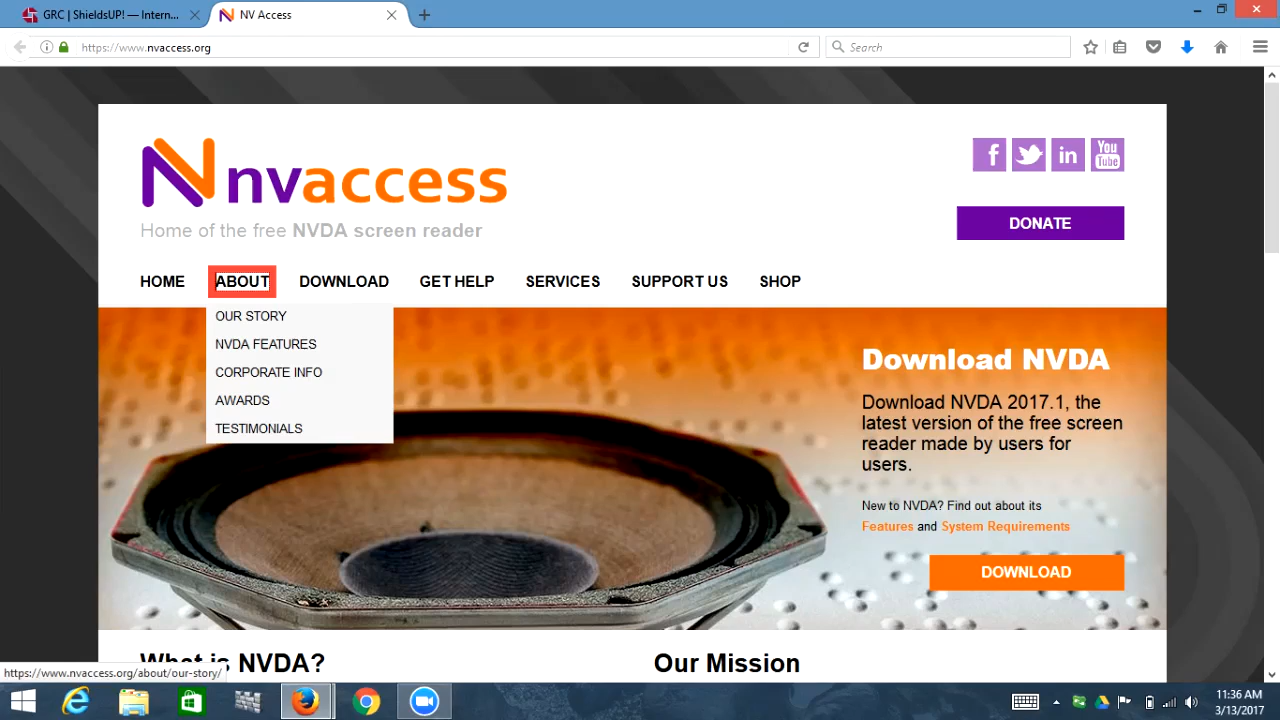 GRC | ShieldsUP! — Intern...
NV Access
https://www.nvaccess.org
Search
nvaccess
Home of the free NVDA screen reader
f
in
You
Tube
DONATE
HOME
ABOUT
DOWNLOAD
GET HELP
SERVICES
SUPPORT US
SHOP
OUR STORY
NVDA FEATURES
CORPORATE INFO
AWARDS
TESTIMONIALS
Download NVDA
Download NVDA 2017.1, the
latest version of the free screen
reader made by users for
users.
New to NVDA? Find out about its
Features and System Requirements
DOWNLOAD
What is NVDA?
Our Mission
https://www.nvaccess.org/about/our-story/
11:36 AM
3/13/2017